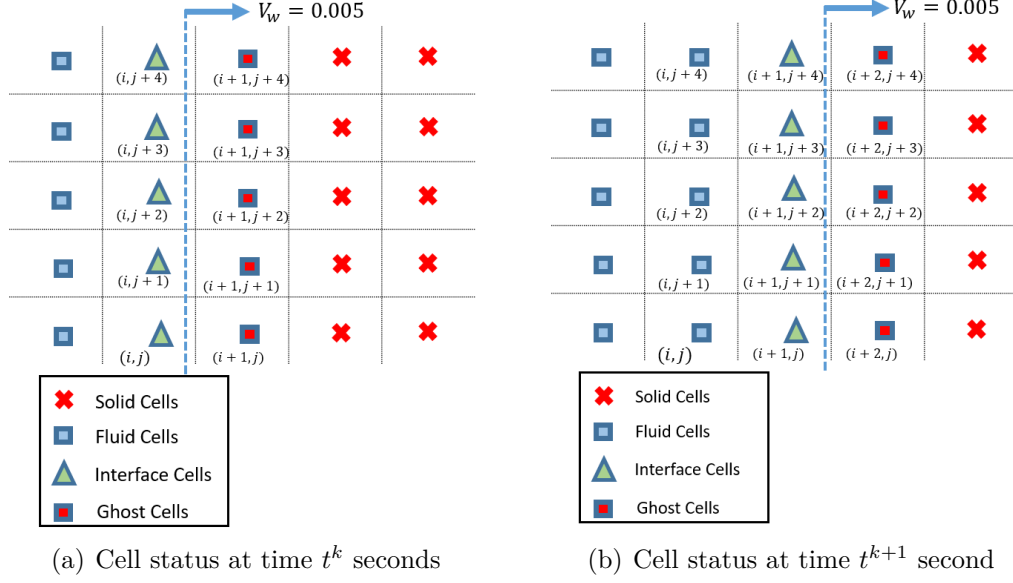 V_w = 0.005
(i, j + 4) (i + 1, j + 4)
(i, j + 3) (i + 1, j + 3)
(i, j + 2) (i + 1, j + 2)
(i, j + 1) (i + 1, j + 1)
(i, j) (i + 1, j)
Solid Cells
Fluid Cells
Interface Cells
Ghost Cells
(a) Cell status at time t^k seconds
V_w = 0.005
(i, j + 4) (i + 1, j + 4) (i + 2, j + 4)
(i, j + 3) (i + 1, j + 3) (i + 2, j + 3)
(i, j + 2) (i + 1, j + 2) (i + 2, j + 2)
(i, j + 1) (i + 1, j + 1) (i + 2, j + 1)
(i, j) (i + 1, j) (i + 2, j)
Solid Cells
Fluid Cells
Interface Cells
Ghost Cells
(b) Cell status at time t^{k+1} second